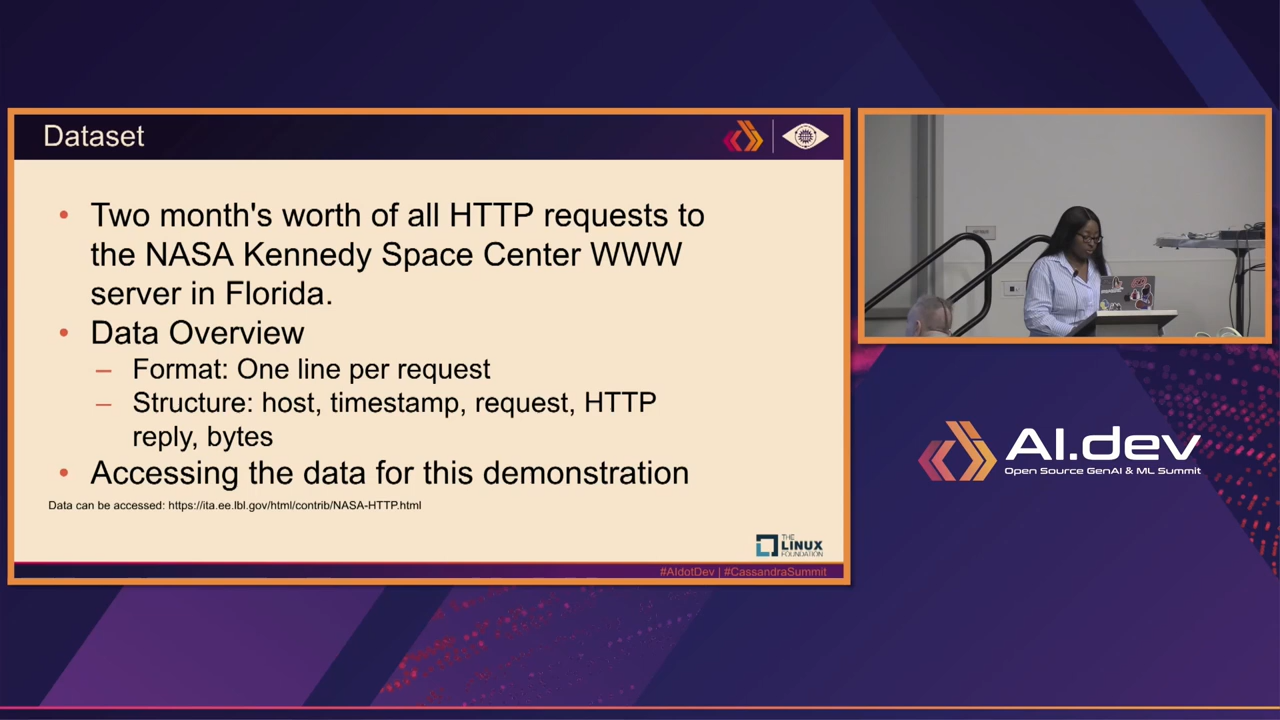 Dataset
• Two month's worth of all HTTP requests to
the NASA Kennedy Space Center WWW
server in Florida.
• Data Overview
– Format: One line per request
– Structure: host, timestamp, request, HTTP
reply, bytes
• Accessing the data for this demonstration
Data can be accessed: https://ita.ee.lbl.gov/html/contrib/NASA-HTTP.html
THE
LINUX
FOUNDATION
#AIdotDev | #CassandraSummit
AI.dev
Open Source GenAI & ML Summit